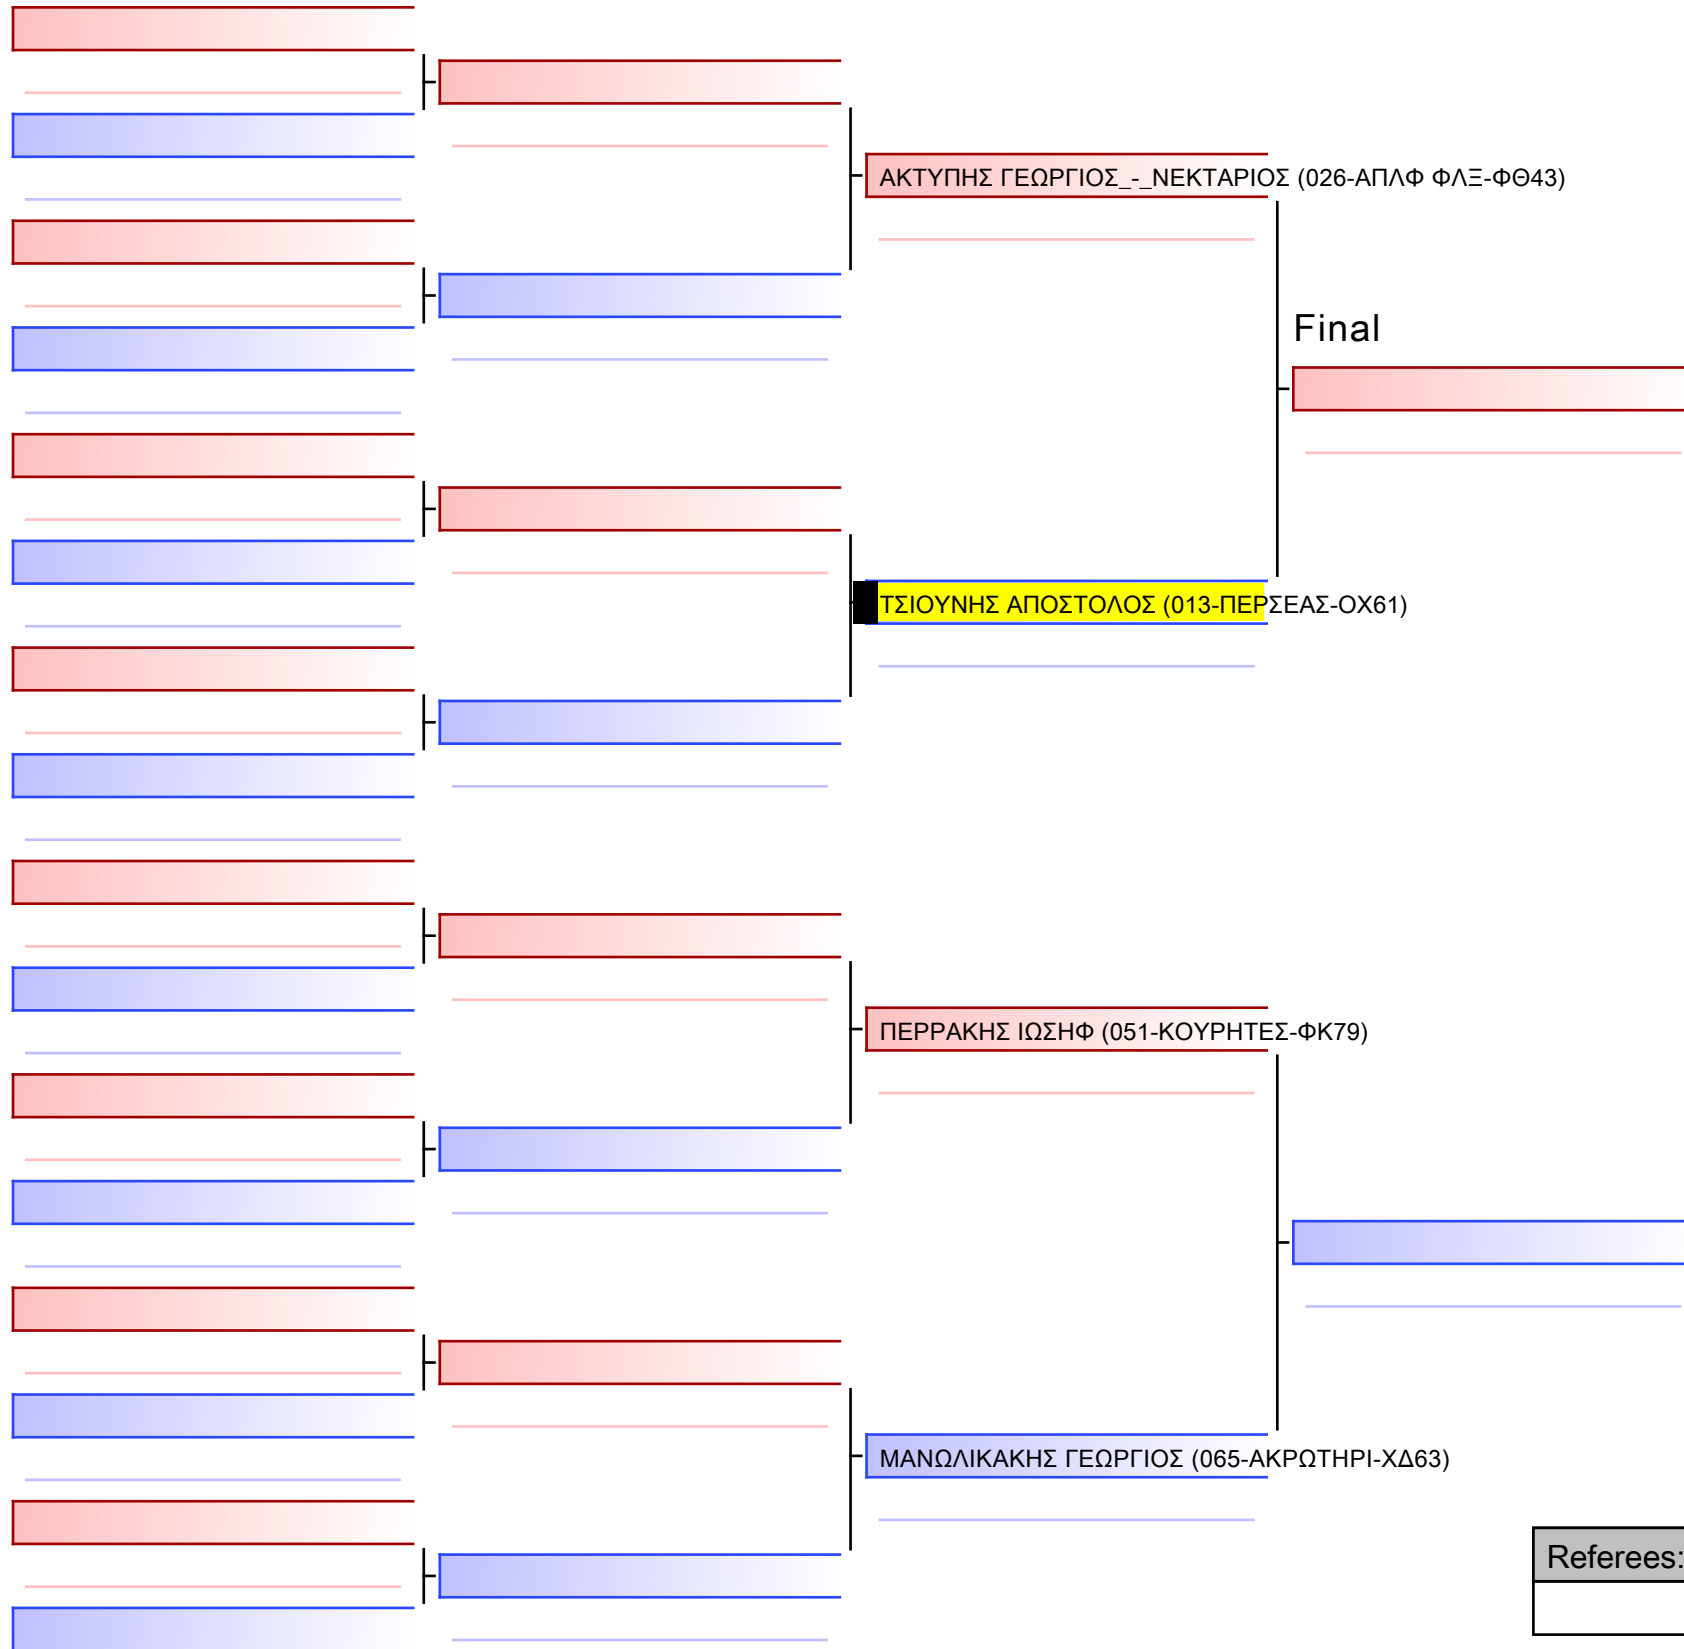 ΑΚΤΥΠΗΣ ΓΕΩΡΓΙΟΣ_-_ΝΕΚΤΑΡΙΟΣ (026-ΑΠΛΦ ΦΛΞ-ΦΘ43)
Final
ΤΣΙΟΥΝΗΣ ΑΠΟΣΤΟΛΟΣ (013-ΠΕΡΣΕΑΣ-ΟΧ61)
ΠΕΡΡΑΚΗΣ ΙΩΣΗΦ (051-ΚΟΥΡΗΤΕΣ-ΦΚ79)
ΜΑΝΩΛΙΚΑΚΗΣ ΓΕΩΡΓΙΟΣ (065-ΑΚΡΩΤΗΡΙ-ΧΔ63)
Referees: